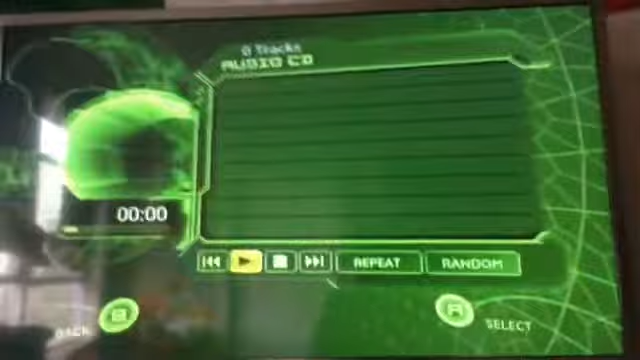 0 Tracks
AUDIO CD
00:00
REPEAT
RANDOM
B
BACK
A
SELECT